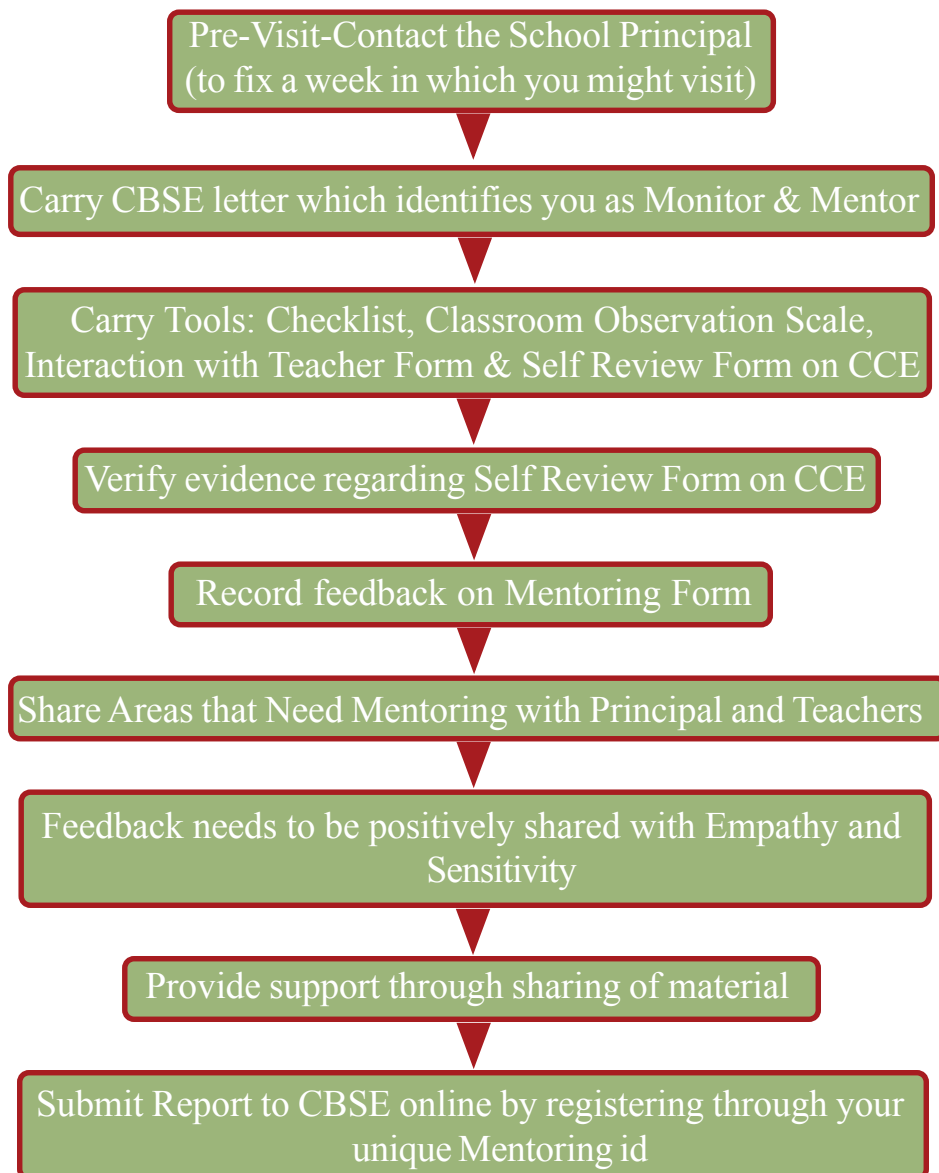 Pre-Visit-Contact the School Principal
(to fix a week in which you might visit)
Carry CBSE letter which identifies you as Monitor & Mentor
Carry Tools: Checklist, Classroom Observation Scale,
Interaction with Teacher Form & Self Review Form on CCE
Verify evidence regarding Self Review Form on CCE
Record feedback on Mentoring Form
Share Areas that Need Mentoring with Principal and Teachers
Feedback needs to be positively shared with Empathy and
Sensitivity
Provide support through sharing of material
Submit Report to CBSE online by registering through your
unique Mentoring id